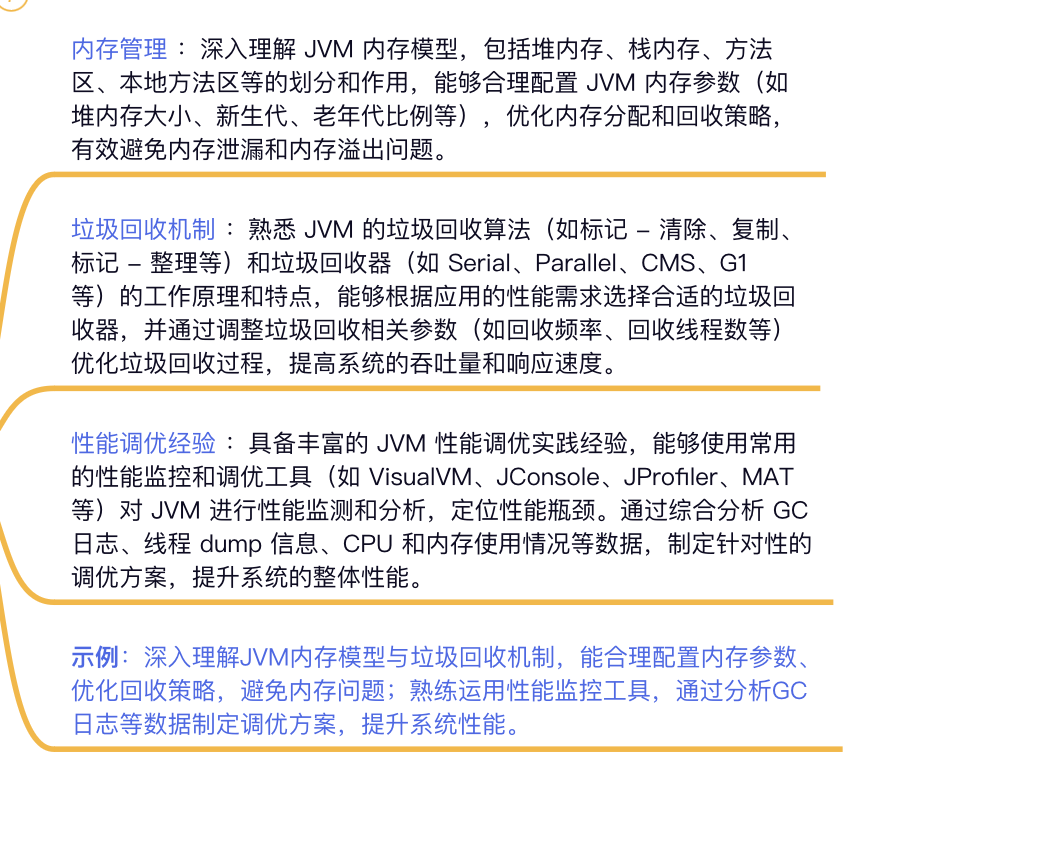 内存管理 ：深入理解 JVM 内存模型，包括堆内存、栈内存、方法
区、本地方法区等的划分和作用，能够合理配置 JVM 内存参数（如
堆内存大小、新生代、老年代比例等），优化内存分配和回收策略，
有效避免内存泄漏和内存溢出问题。
垃圾回收机制 ：熟悉 JVM 的垃圾回收算法（如标记 – 清除、复制、
标记 – 整理等）和垃圾回收器（如 Serial、Parallel、CMS、G1
等）的工作原理和特点，能够根据应用的性能需求选择合适的垃圾回
收器，并通过调整垃圾回收相关参数（如回收频率、回收线程数等）
优化垃圾回收过程，提高系统的吞吐量和响应速度。
性能调优经验 ：具备丰富的 JVM 性能调优实践经验，能够使用常用
的性能监控和调优工具（如 VisualVM、JConsole、JProfiler、MAT
等）对 JVM 进行性能监测和分析，定位性能瓶颈。通过综合分析 GC
日志、线程 dump 信息、CPU 和内存使用情况等数据，制定针对性的
调优方案，提升系统的整体性能。
示例：深入理解JVM内存模型与垃圾回收机制，能合理配置内存参数、
优化回收策略，避免内存问题；熟练运用性能监控工具，通过分析GC
日志等数据制定调优方案，提升系统性能。